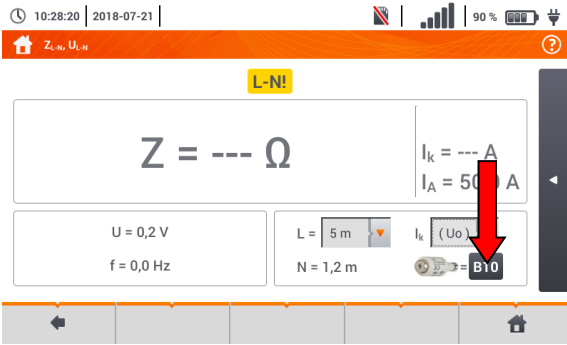 10:28:20 2018-07-21 90 %
ZL-N, UL-N ?
L-N!
Z = --- Ω
Ik = --- A
IA = A
U = 0,2 V
f = 0,0 Hz
L = 5 m Ik (Uo)
N = 1,2 m = B10